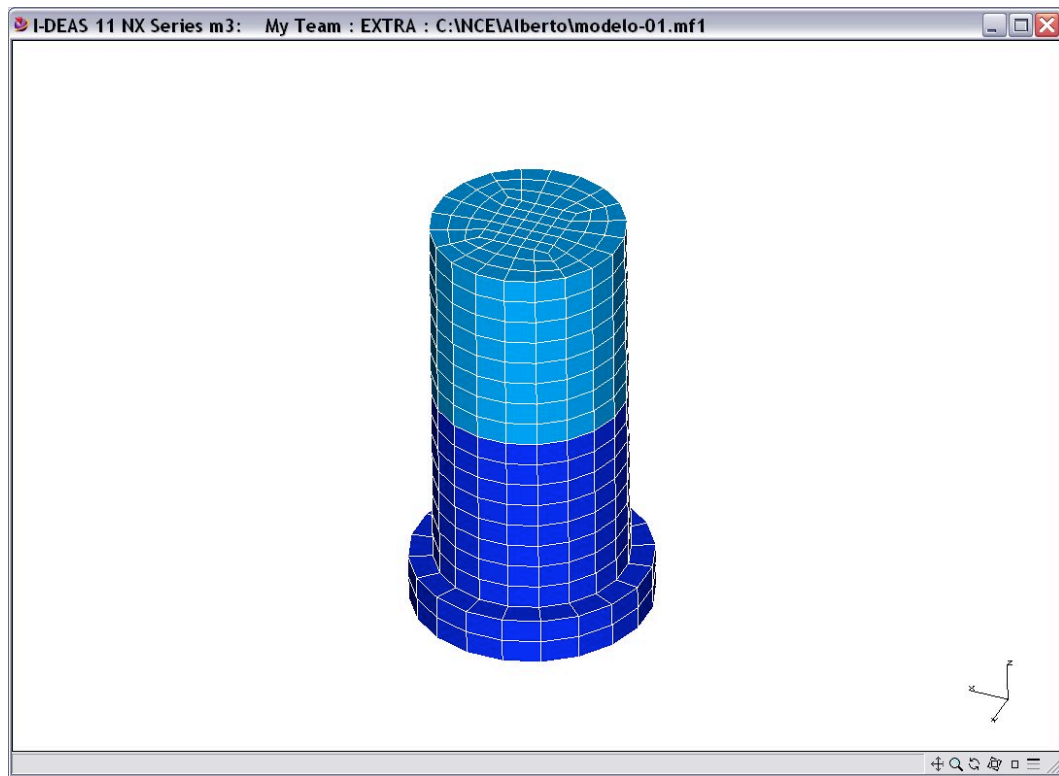 I-DEAS 11 NX Series m3:    My Team : EXTRA : C:\NCE\Alberto\modelo-01.mf1
Z
X
Y